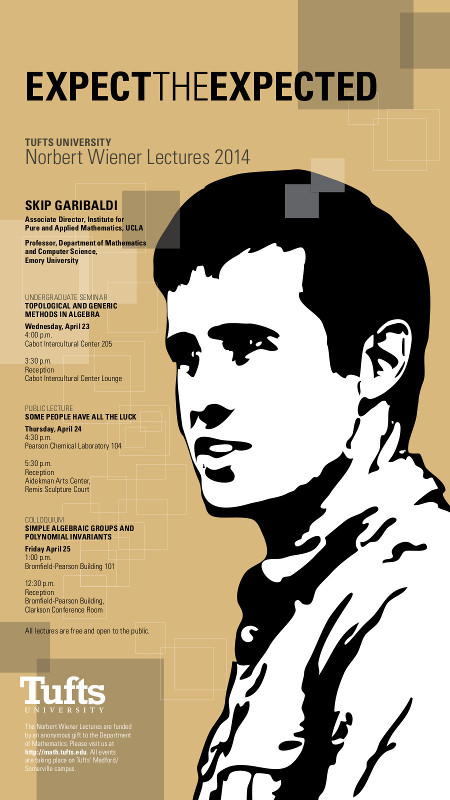 EXPECTTHEEXPECTED
TUFTS UNIVERSITY
Norbert Wiener Lectures 2014
SKIP GARIBALDI
Associate Director, Institute for
Pure and Applied Mathematics, UCLA
Professor, Department of Mathematics
and Computer Science,
Emory University
UNDERGRADUATE SEMINAR
TOPOLOGICAL AND GENERIC
METHODS IN ALGEBRA
Wednesday, April 23
4:00 p.m.
Cabot Intercultural Center 205
3:30 p.m.
Reception
Cabot Intercultural Center Lounge
PUBLIC LECTURE
SOME PEOPLE HAVE ALL THE LUCK
Thursday, April 24
4:30 p.m.
Pearson Chemical Laboratory 104
5:30 p.m.
Reception
Aidekman Arts Center,
Remis Sculpture Court
COLLOQUIUM
SIMPLE ALGEBRAIC GROUPS AND
POLYNOMIAL INVARIANTS
Friday April 25
1:00 p.m.
Bromfield-Pearson Building 101
12:30 p.m.
Reception
Bromfield-Pearson Building,
Clarkson Conference Room
All lectures are free and open to the public.
Tufts
UNIVERSITY
The Norbert Wiener Lectures are funded
by an anonymous gift to the Department
of Mathematics. Please visit us at
http://math.tufts.edu. All events
are taking place on Tufts' Medford/
Somerville campus.